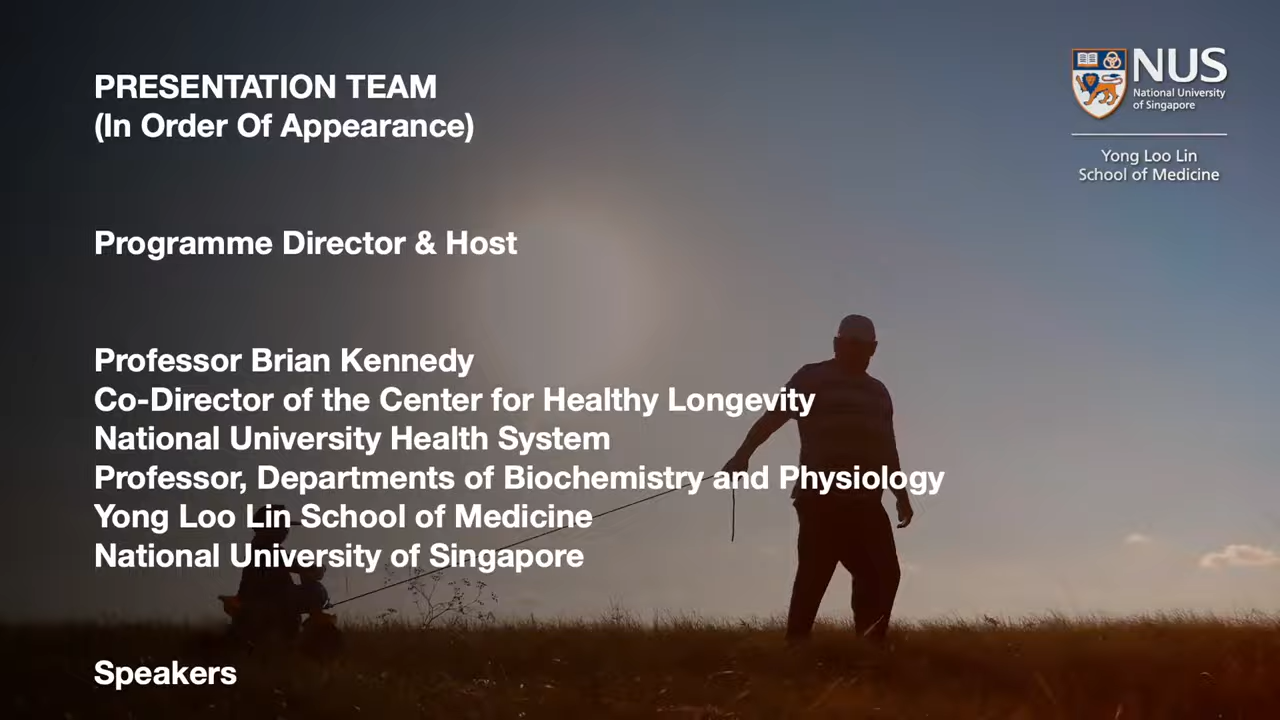 PRESENTATION TEAM
(In Order Of Appearance)
NUS
National University
of Singapore
Yong Loo Lin
School of Medicine
Programme Director & Host
Professor Brian Kennedy
Co-Director of the Center for Healthy Longevity
National University Health System
Professor, Departments of Biochemistry and Physiology
Yong Loo Lin School of Medicine
National University of Singapore
Speakers